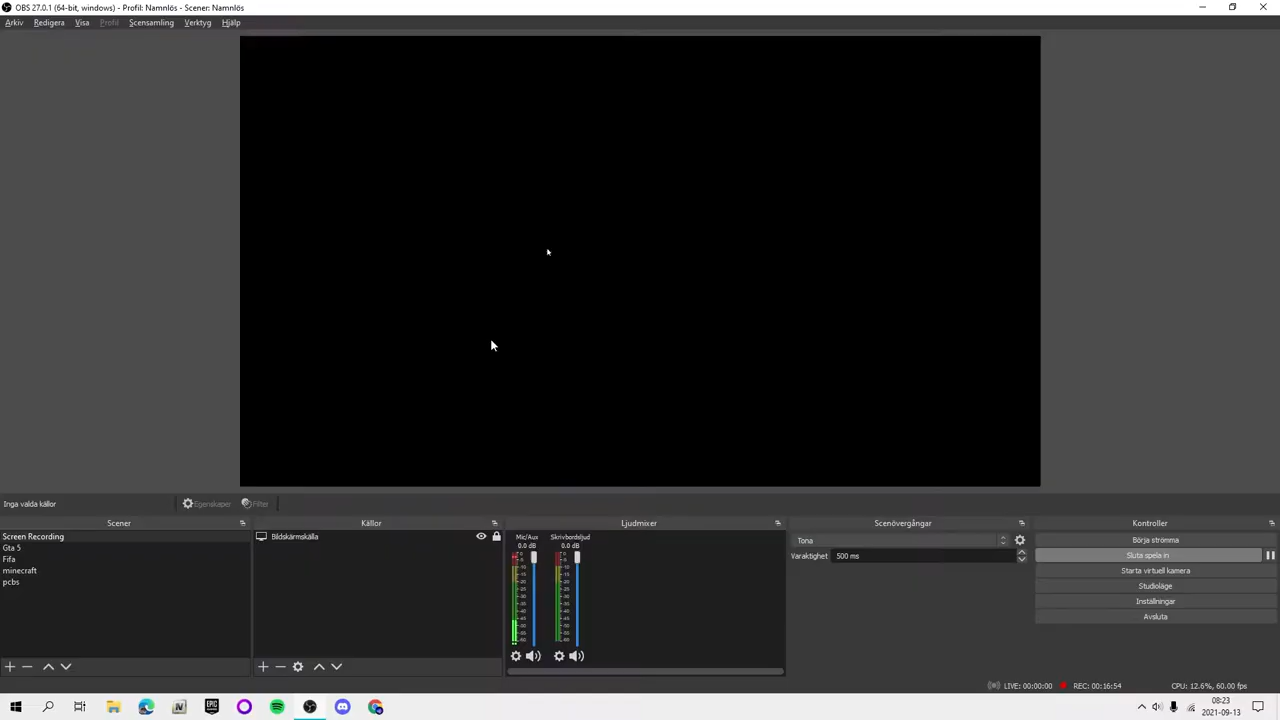 OBS 27.0.1 (64-bit, windows) - Profil: Namnlös - Scener: Namnlös
Arkiv Redigera Visa Profil Scensamling Verktyg Hjälp
Inga valda källor Egenskaper Filter
Scener
Screen Recording
Gta 5
Fifa
minecraft
pcbs
Källor
Bildskärmskälla
Ljudmixer
Mic/Aux Skrivbordsljud
0.0 dB 0.0 dB
Scenövergångar
Tona
Varaktighet 500 ms
Kontroller
Börja strömma
Sluta spela in
Starta virtuell kamera
Studioläge
Inställningar
Avsluta
LIVE: 00:00:00 REC: 00:16:54 CPU: 12.6%, 60.00 fps
EPIC
08:23
2021-09-13